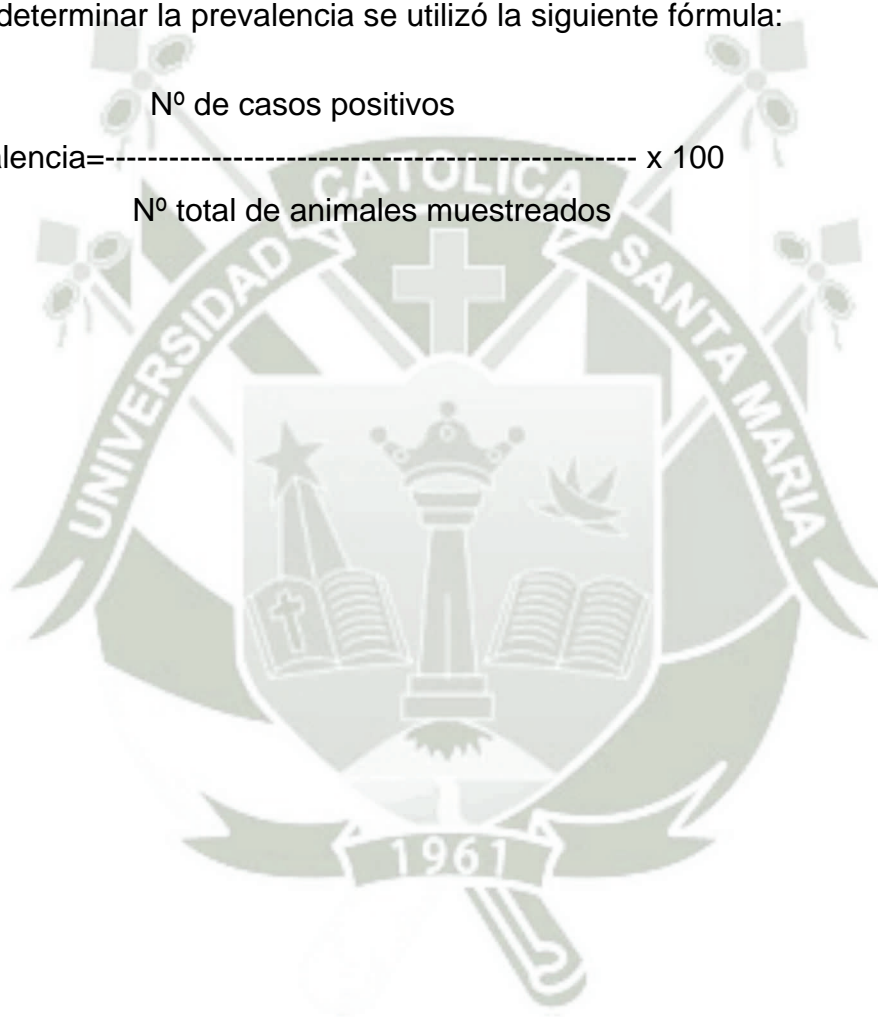 determinar la prevalencia se utilizó la siguiente fórmula:
Nº de casos positivos
alencia=-------------------------------------------------- x 100
Nº total de animales muestreados
UNIVERSIDAD CATOLICA SANTA MARIA
1961